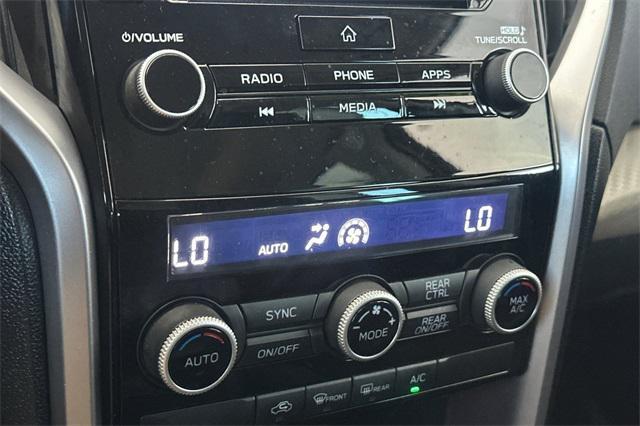 VOLUME
HOLD
TUNE/SCROLL
RADIO PHONE APPS
MEDIA
LO AUTO LO
SYNC REAR CTRL
ON/OFF REAR ON/OFF
AUTO MODE MAX A/C
FRONT REAR A/C